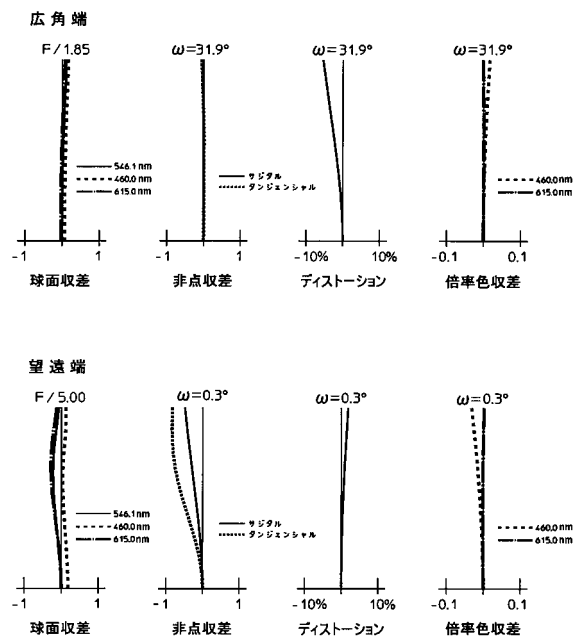 広角端
F/1.85
ω=31.9°
ω=31.9°
ω=31.9°
546.1nm
460.0nm
615.0nm
サジタル
タンジェンシャル
460.0nm
615.0nm
-1 1
-1 1
-10% 10%
-0.1 0.1
球面収差
非点収差
ディストーション
倍率色収差
望遠端
F/5.00
ω=0.3°
ω=0.3°
ω=0.3°
546.1nm
460.0nm
615.0nm
サジタル
タンジェンシャル
460.0nm
615.0nm
-1 1
-1 1
-10% 10%
-0.1 0.1
球面収差
非点収差
ディストーション
倍率色収差